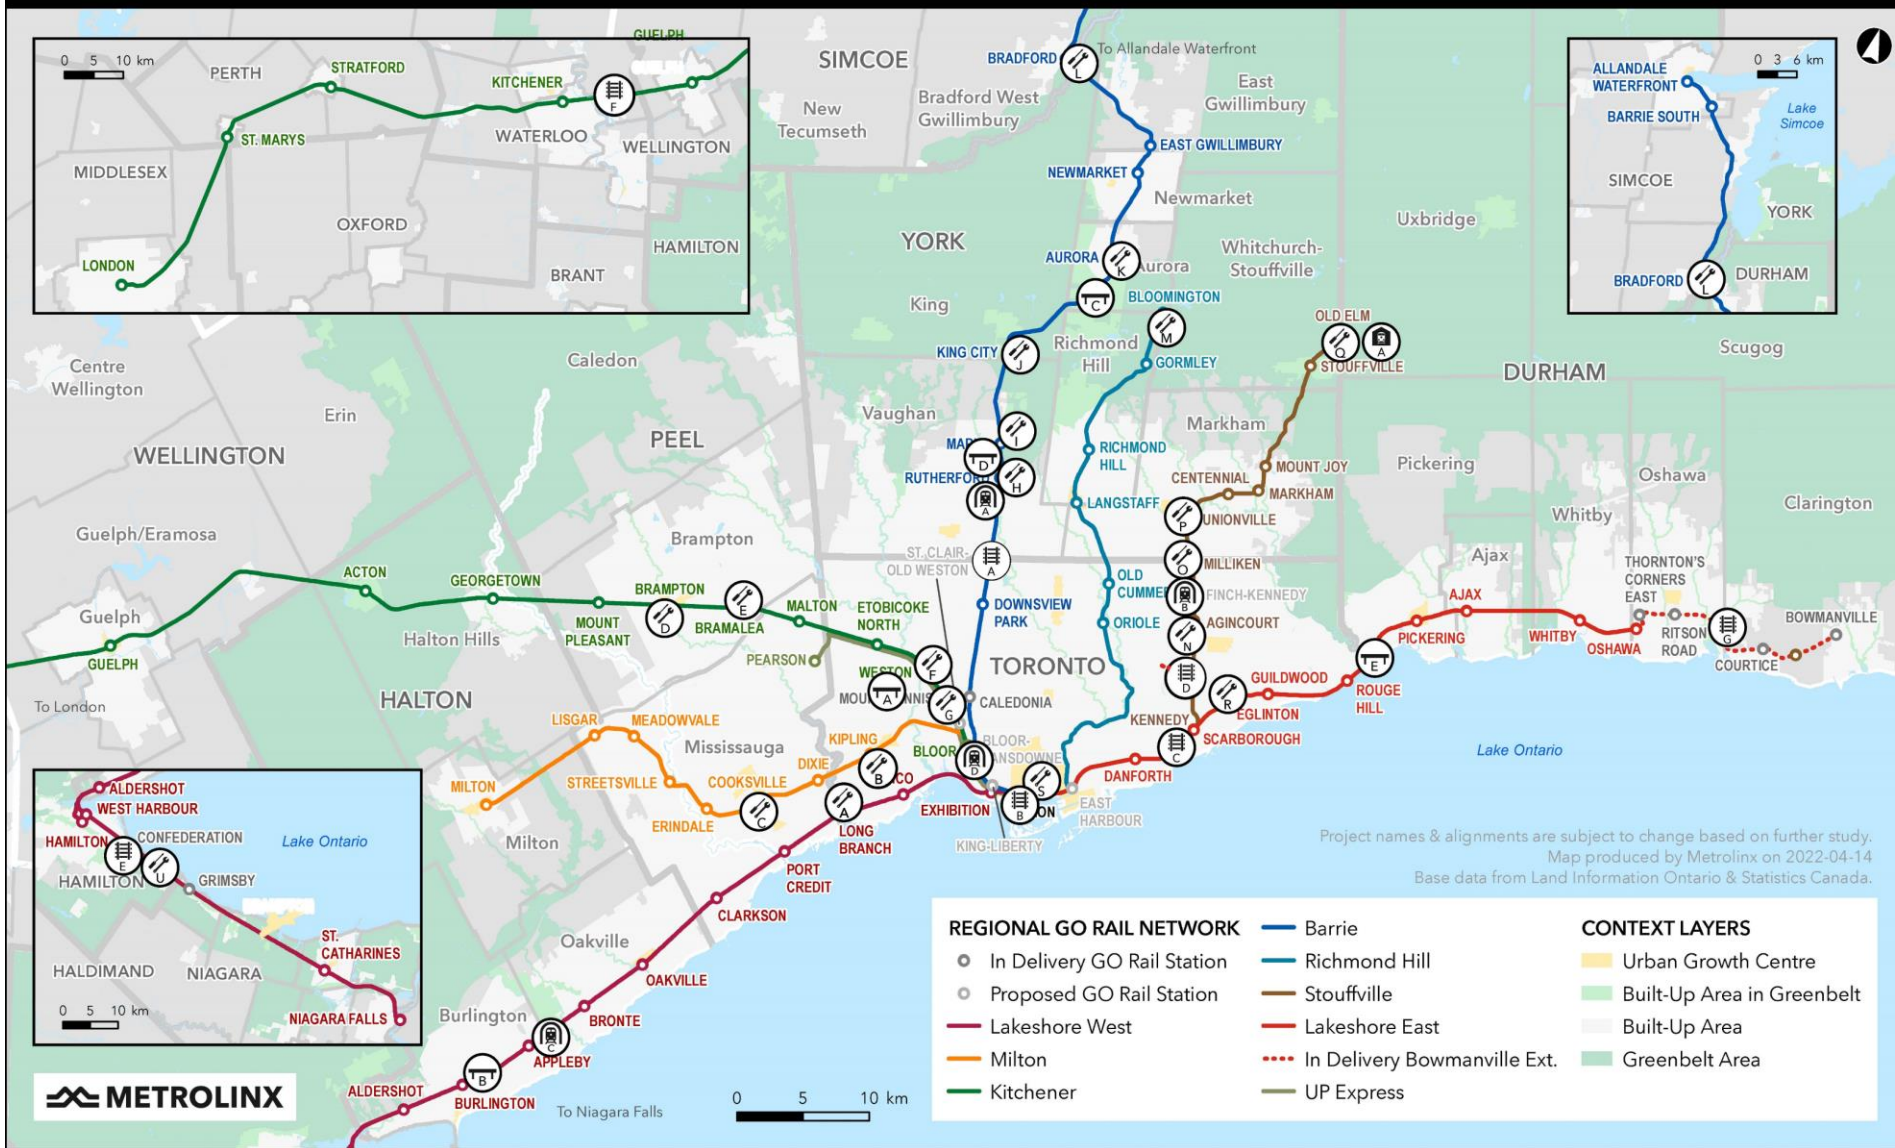 0 5 10 km
GUELPH
PERTH
STRATFORD
KITCHENER
F
ST. MARYS
WATERLOO
WELLINGTON
MIDDLESEX
OXFORD
HAMILTON
LONDON
BRANT
SIMCOE
BRADFORD
L
To Allandale Waterfront
New
Tecumseth
Bradford West
Gwillimbury
East
Gwillimbury
EAST GWILLIMBURY
NEWMARKET
Newmarket
YORK
AURORA
K
Aurora
Whitchurch-
Stouffville
Uxbridge
King
C
BLOOMINGTON
M
ALLANDALE
WATERFRONT
0 3 6 km
BARRIE SOUTH
Lake
Simcoe
SIMCOE
YORK
BRADFORD
L
DURHAM
Scugog
OLD ELM
Q
A
STOUFFVILLE
DURHAM
KING CITY
J
Richmond
Hill
GORMLEY
Centre
Wellington
Caledon
Erin
Vaughan
PEEL
WELLINGTON
I
D
RUTHERFORD
H
A
RICHMOND
HILL
Markham
MOUNT JOY
CENTENNIAL
MARKHAM
LANGSTAFF
P
UNIONVILLE
Pickering
Oshawa
Clarington
Whitby
Ajax
Guelph/Eramosa
Brampton
ST. CLAIR-
OLD WESTON
A
O
MILLIKEN
OLD
B
FINCH-KENNEDY
THORNTON'S
CORNERS
EAST
ACTON
GEORGETOWN
BRAMPTON
D
E
MALTON
ETOBICOKE
NORTH
DOWNSVIEW
PARK
ORIOLE
AGINCOURT
N
AJAX
PICKERING
WHITBY
OSHAWA
RITSON
ROAD
G
BOWMANVILLE
COURTICE
Guelph
Halton Hills
MOUNT
PLEASANT
BRAMALEA
GUELPH
PEARSON
WESTON
F
TORONTO
D
E
ROUGE
HILL
GUILDWOOD
R
EGLINTON
HALTON
To London
A
G
CALEDONIA
KENNEDY
SCARBOROUGH
C
LISGAR
MEADOWVALE
Mississauga
KIPLING
BLOOR
D
BLOOR-
DANFORTH
Lake Ontario
STREETSVILLE
COOKSVILLE
DIXIE
B
MILTON
ERINDALE
C
A
LONG
BRANCH
EXHIBITION
S
B
EAST
HARBOUR
KING-LIBERTY
Milton
PORT
CREDIT
CLARKSON
ALDERSHOT
WEST HARBOUR
HAMILTON
CONFEDERATION
Lake Ontario
E
U
HAMILTON
GRIMSBY
ST.
CATHARINES
HALDIMAND
NIAGARA
0 5 10 km
NIAGARA FALLS
Oakville
OAKVILLE
Burlington
BRONTE
C
APPLEBY
B
ALDERSHOT
BURLINGTON
To Niagara Falls
0 5 10 km
METROLINX
Project names & alignments are subject to change based on further study.
Map produced by Metrolinx on 2022-04-14
Base data from Land Information Ontario & Statistics Canada.
REGIONAL GO RAIL NETWORK
In Delivery GO Rail Station
Proposed GO Rail Station
Lakeshore West
Milton
Kitchener
Barrie
Richmond Hill
Stouffville
Lakeshore East
In Delivery Bowmanville Ext.
UP Express
CONTEXT LAYERS
Urban Growth Centre
Built-Up Area in Greenbelt
Built-Up Area
Greenbelt Area